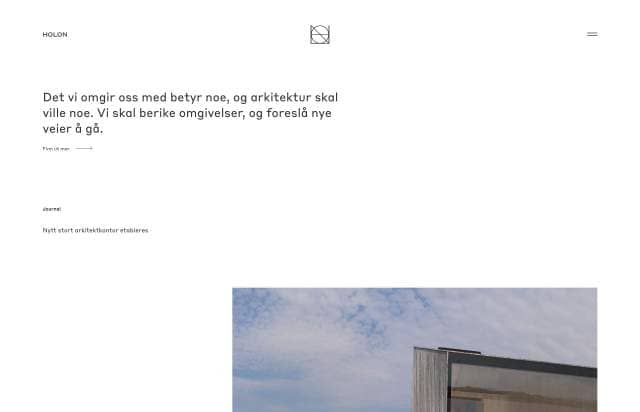 HOLON
Det vi omgir oss med betyr noe, og arkitektur skal
ville noe. Vi skal berike omgivelser, og foreslå nye
veier å gå.
Finn ut mer
Journal
Nytt stort arkitektkontor etableres